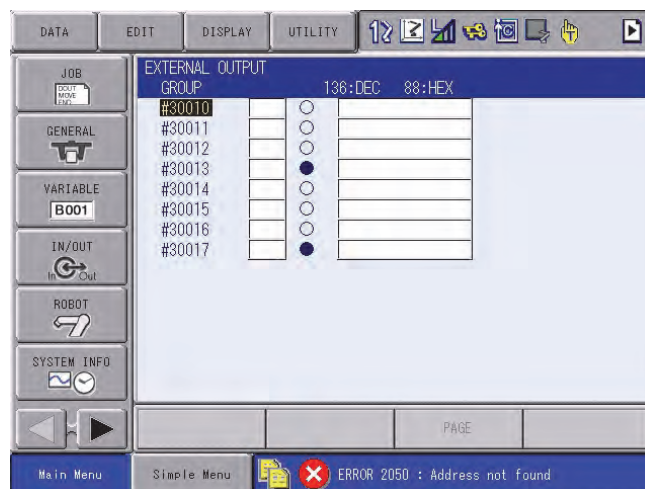 DATA EDIT DISPLAY UTILITY
JOB
DOUT
MOVE
END
GENERAL
VARIABLE
B001
IN/OUT
In Out
ROBOT
SYSTEM INFO
EXTERNAL OUTPUT
GROUP 136:DEC 88:HEX
#30010
#30011
#30012
#30013
#30014
#30015
#30016
#30017
PAGE
Main Menu Simple Menu ERROR 2050 : Address not found